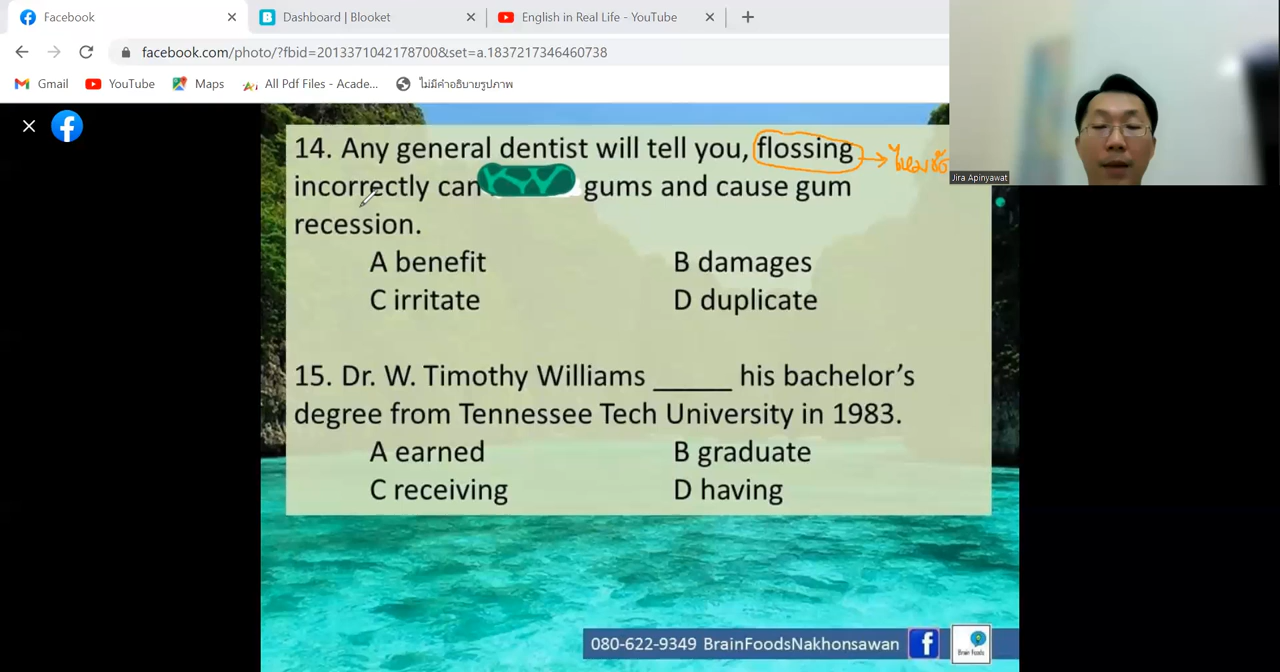 Facebook
Dashboard | Blooket
English in Real Life - YouTube
facebook.com/photo/?fbid=2013371042178700&set=a.1837217346460738
Gmail
YouTube
Maps
All Pdf Files - Acade...
ไม่มีคำอธิบายรูปภาพ
14. Any general dentist will tell you, flossing
incorrectly can gums and cause gum
recession.
A benefit B damages
C irritate D duplicate
Jira Apinyawat
15. Dr. W. Timothy Williams _____ his bachelor's
degree from Tennessee Tech University in 1983.
A earned B graduate
C receiving D having
080-622-9349 BrainFoodsNakhonsawan
Brain Foods